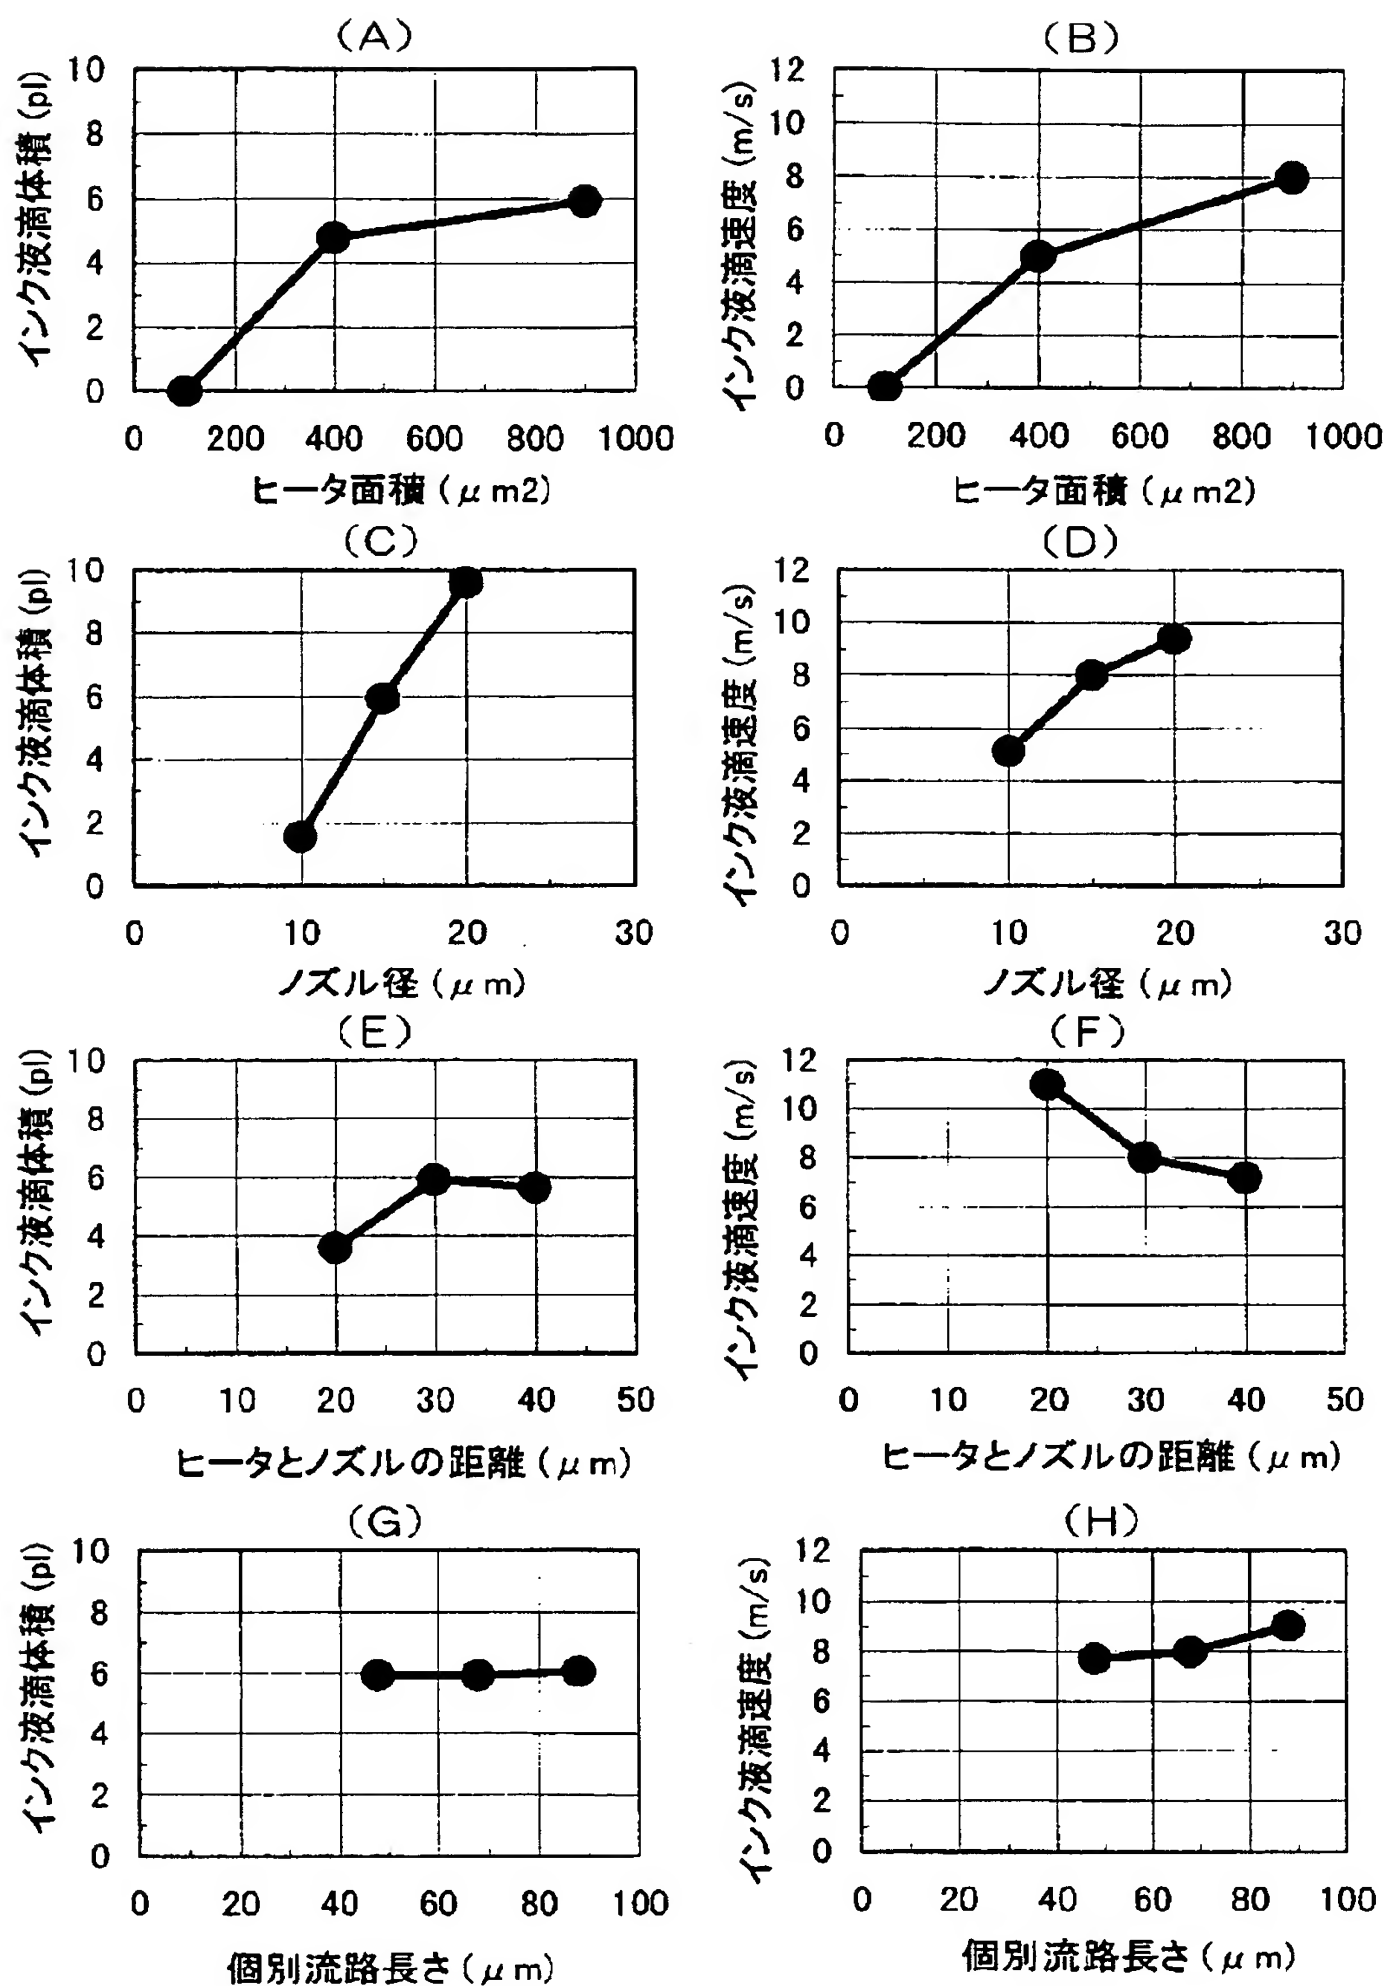 (A)
インク液滴体積(pl)
10
8
6
4
2
0
0 200 400 600 800 1000
ヒータ面積(μm2)
(B)
インク液滴速度(m/s)
12
10
8
6
4
2
0
0 200 400 600 800 1000
ヒータ面積(μm2)
(C)
インク液滴体積(pl)
10
8
6
4
2
0
0 10 20 30
ノズル径(μm)
(D)
インク液滴速度(m/s)
12
10
8
6
4
2
0
0 10 20 30
ノズル径(μm)
(E)
インク液滴体積(pl)
10
8
6
4
2
0
0 10 20 30 40 50
ヒータとノズルの距離(μm)
(F)
インク液滴速度(m/s)
12
10
8
6
4
2
0
0 10 20 30 40 50
ヒータとノズルの距離(μm)
(G)
インク液滴体積(pl)
10
8
6
4
2
0
0 20 40 60 80 100
個別流路長さ(μm)
(H)
インク液滴速度(m/s)
12
10
8
6
4
2
0
0 20 40 60 80 100
個別流路長さ(μm)